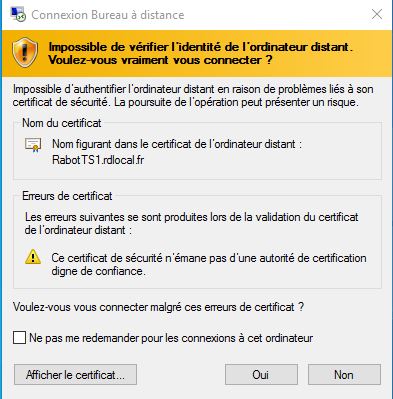 Connexion Bureau à distance
Impossible de vérifier l'identité de l'ordinateur distant.
Voulez-vous vraiment vous connecter ?
Impossible d'authentifier l'ordinateur distant en raison de problèmes liés à son
certificat de sécurité. La poursuite de l'opération peut présenter un risque.
Nom du certificat
Nom figurant dans le certificat de l'ordinateur distant :
RabotTS1.rdlocal.fr
Erreurs de certificat
Les erreurs suivantes se sont produites lors de la validation du certificat
de l'ordinateur distant :
Ce certificat de sécurité n'émane pas d'une autorité de certification
digne de confiance.
Voulez-vous vous connecter malgré ces erreurs de certificat ?
Ne pas me redemander pour les connexions à cet ordinateur
Afficher le certificat... Oui Non